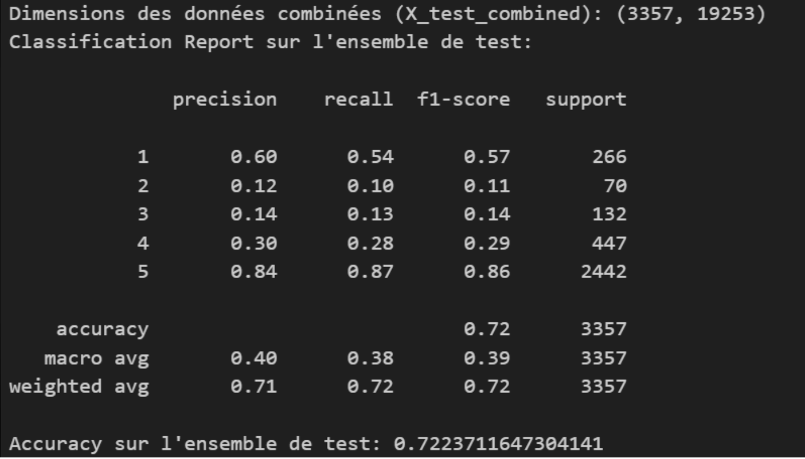 Dimensions des données combinées (X_test_combined): (3357, 19253)
Classification Report sur l'ensemble de test:
precision recall f1-score support
1 0.60 0.54 0.57 266
2 0.12 0.10 0.11 70
3 0.14 0.13 0.14 132
4 0.30 0.28 0.29 447
5 0.84 0.87 0.86 2442
accuracy 0.72 3357
macro avg 0.40 0.38 0.39 3357
weighted avg 0.71 0.72 0.72 3357
Accuracy sur l'ensemble de test: 0.7223711647304141